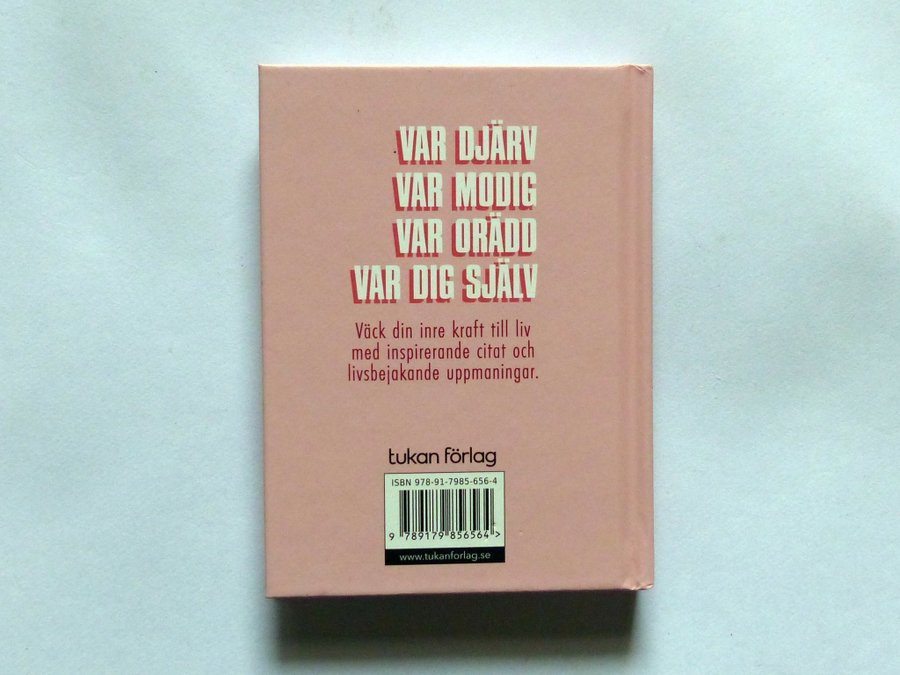 VAR DJÄRV
VAR MODIG
VAR ORÄDD
VAR DIG SJÄLV
Väck din inre kraft till liv
med inspirerande citat och
livsbejakande uppmaningar.
tukan förlag
ISBN 978-91-7985-656-4
9 789179 856564 >
www.tukanforlag.se